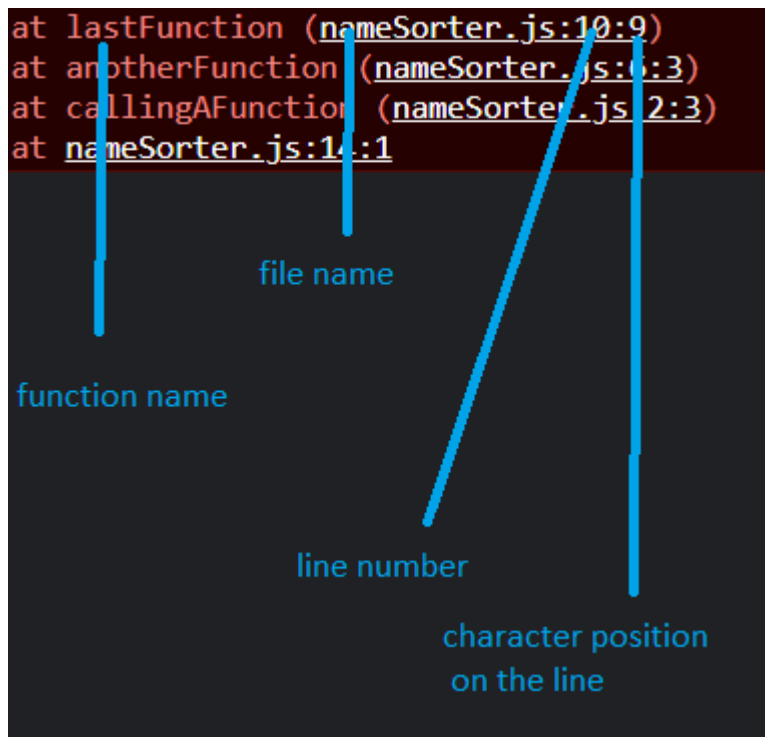 at lastFunction (nameSorter.js:10:9)
at anotherFunction (nameSorter.js:6:3)
at callingAFunction (nameSorter.js:2:3)
at nameSorter.js:14:1
file name
function name
line number
character position
on the line